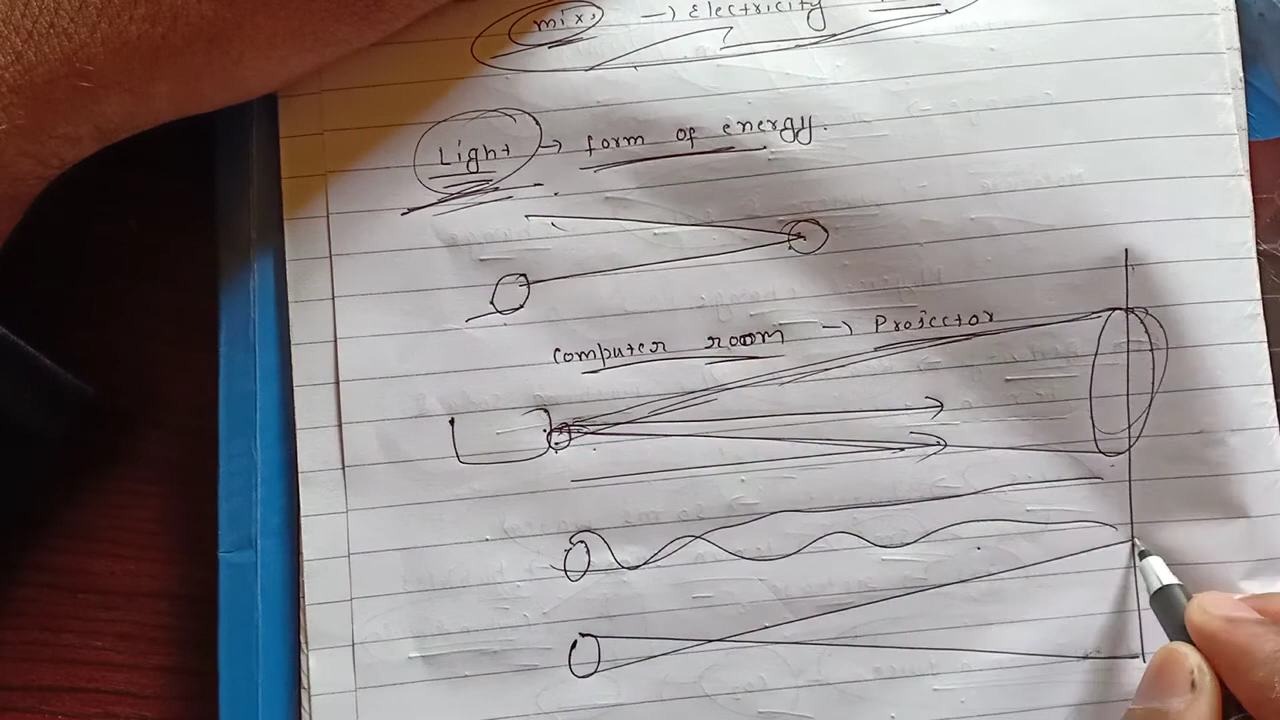 mix → Electricity
Light → form of energy.
computer room → Projector